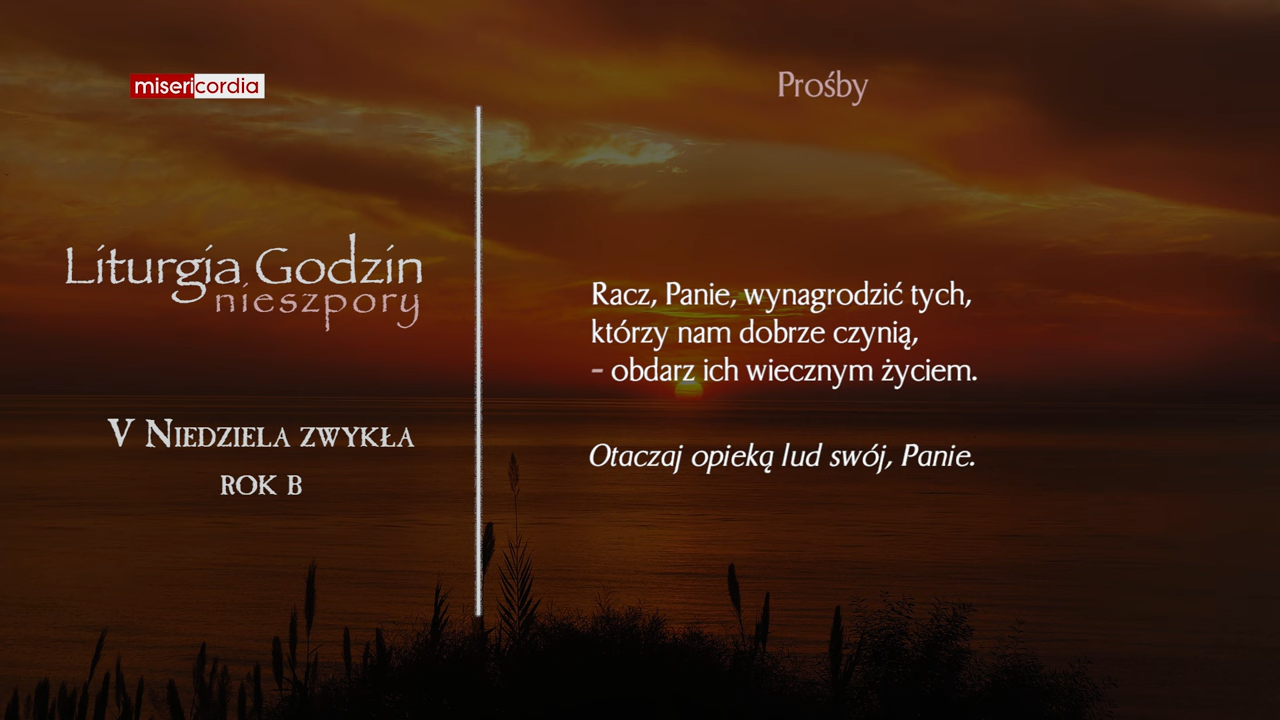 misericordia
Prośby
Liturgia Godzin
nieszpory
V Niedziela zwykła
rok B
Racz, Panie, wynagrodzić tych,
którzy nam dobrze czynią,
- obdarz ich wiecznym życiem.
Otaczaj opieką lud swój, Panie.